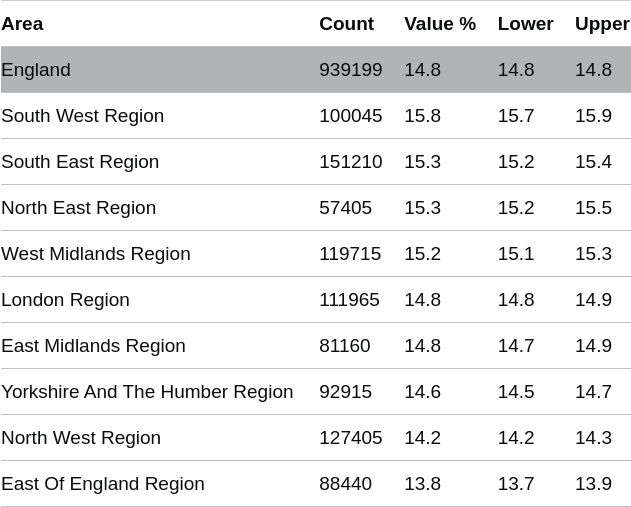 Area Count Value % Lower Upper
England 939199 14.8 14.8 14.8
South West Region 100045 15.8 15.7 15.9
South East Region 151210 15.3 15.2 15.4
North East Region 57405 15.3 15.2 15.5
West Midlands Region 119715 15.2 15.1 15.3
London Region 111965 14.8 14.8 14.9
East Midlands Region 81160 14.8 14.7 14.9
Yorkshire And The Humber Region 92915 14.6 14.5 14.7
North West Region 127405 14.2 14.2 14.3
East Of England Region 88440 13.8 13.7 13.9